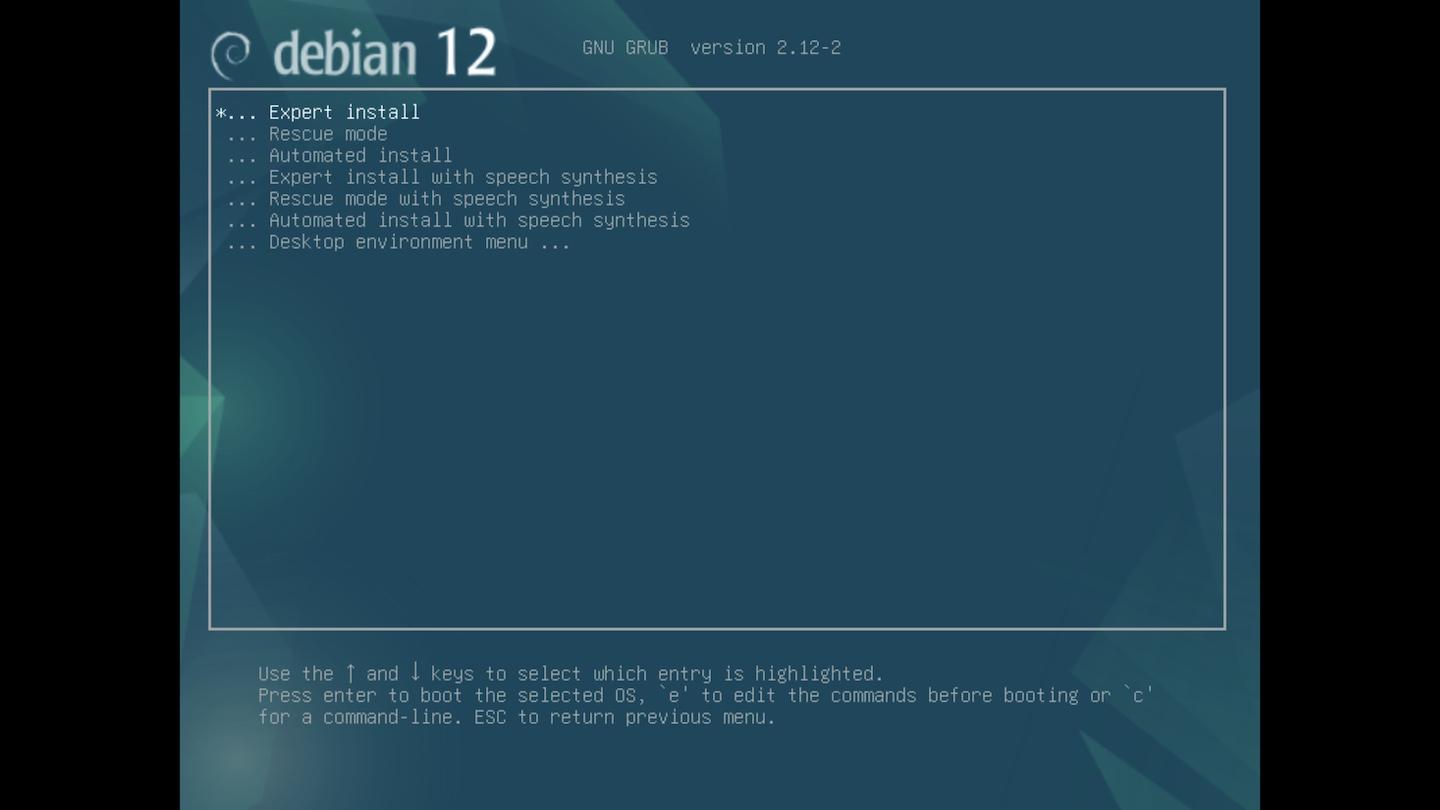 debian 12
GNU GRUB  version 2.12-2
*... Expert install
... Rescue mode
... Automated install
... Expert install with speech synthesis
... Rescue mode with speech synthesis
... Automated install with speech synthesis
... Desktop environment menu ...
Use the ↑ and ↓ keys to select which entry is highlighted.
Press enter to boot the selected OS, `e' to edit the commands before booting or `c'
for a command-line. ESC to return previous menu.